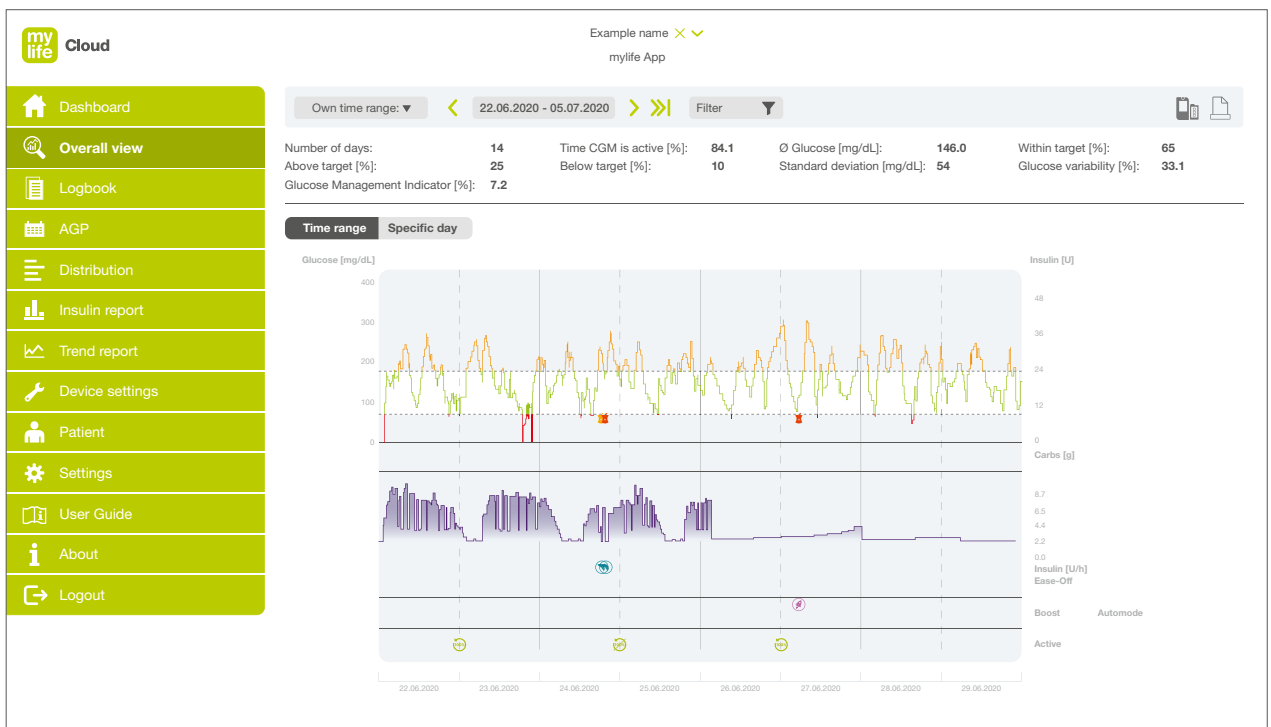 my
life
Cloud
Example name
mylife App
Dashboard
Overall view
Logbook
AGP
Distribution
Insulin report
Trend report
Device settings
Patient
Settings
User Guide
About
Logout
Own time range: 22.06.2020 - 05.07.2020 Filter
Number of days: 14 Time CGM is active [%]: 84.1 Ø Glucose [mg/dL]: 146.0 Within target [%]: 65
Above target [%]: 25 Below target [%]: 10 Standard deviation [mg/dL]: 54 Glucose variability [%]: 33.1
Glucose Management Indicator [%]: 7.2
Time range Specific day
Glucose [mg/dL] Insulin [U]
400
48
300
36
200
24
100
12
0
0
Carbs [g]
8.7
6.5
4.4
2.2
0.0
Insulin [U/h]
Ease-Off
Boost Automode
Active
22.06.2020 23.06.2020 24.06.2020 25.06.2020 26.06.2020 27.06.2020 28.06.2020 29.06.2020